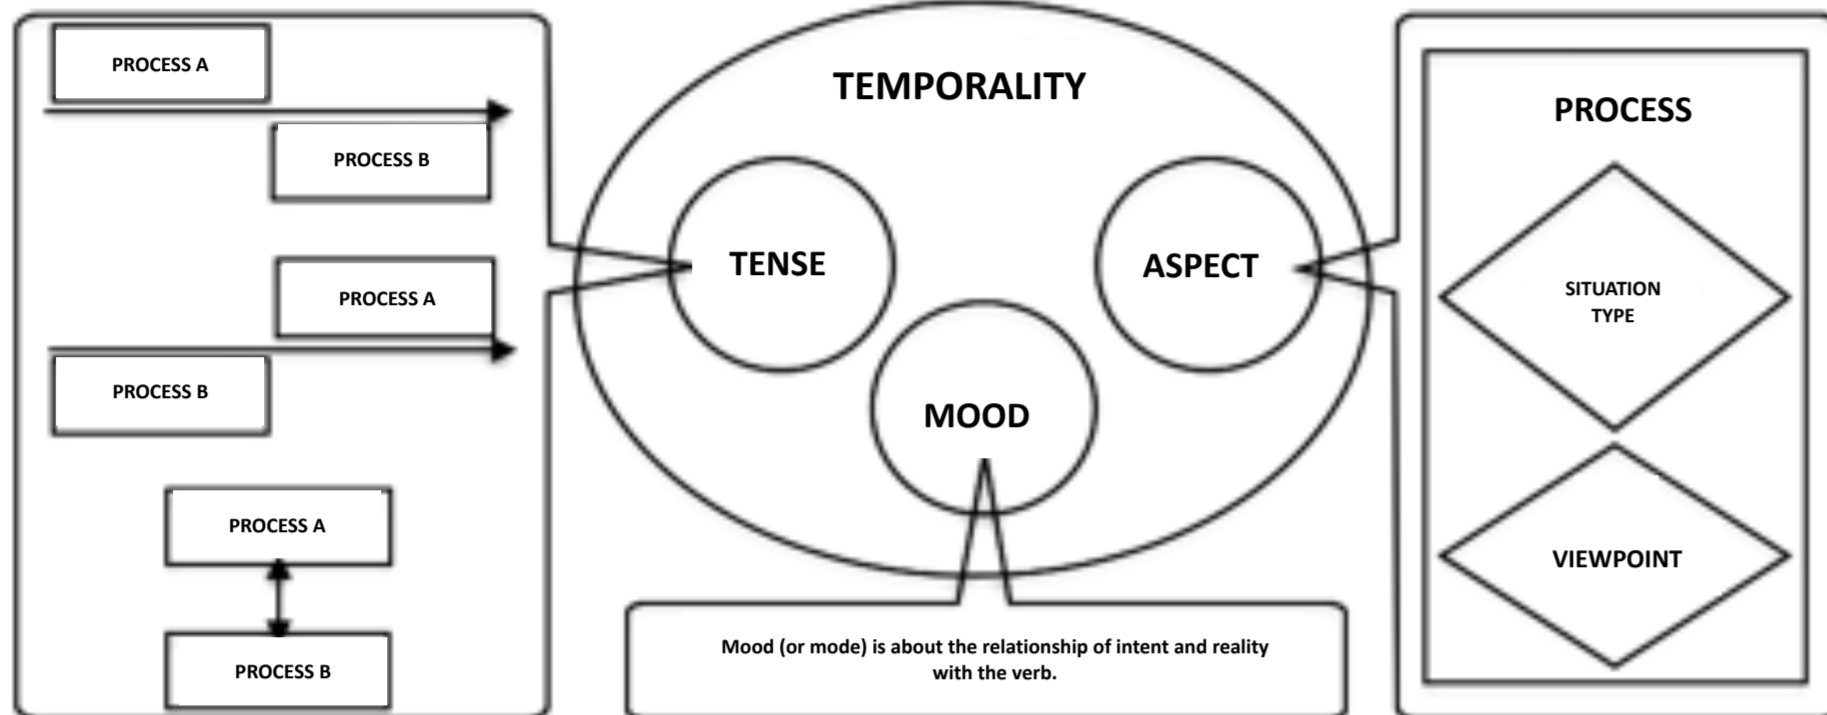 PROCESS A
PROCESS B
PROCESS A
PROCESS B
PROCESS A
PROCESS B
TEMPORALITY
TENSE
ASPECT
MOOD
Mood (or mode) is about the relationship of intent and reality
with the verb.
PROCESS
SITUATION
TYPE
VIEWPOINT